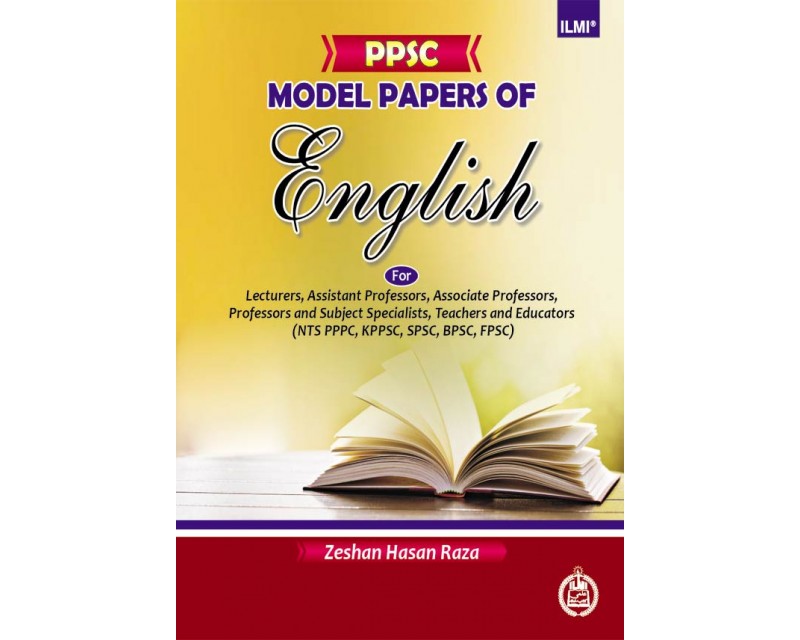 ILMI®
PPSC
MODEL PAPERS OF
English
For
Lecturers, Assistant Professors, Associate Professors,
Professors and Subject Specialists, Teachers and Educators
(NTS PPPC, KPPSC, SPSC, BPSC, FPSC)
Zeshan Hasan Raza